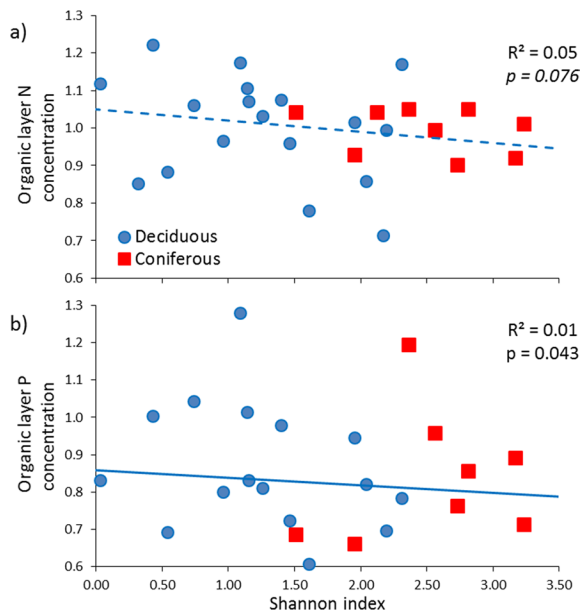 a)
Organic layer N
concentration
1.3
1.2
1.1
1.0
0.9
0.8
0.7
0.6
R² = 0.05
p = 0.076
Deciduous
Coniferous
b)
Organic layer P
concentration
1.3
1.2
1.1
1.0
0.9
0.8
0.7
0.6
R² = 0.01
p = 0.043
0.00 0.50 1.00 1.50 2.00 2.50 3.00 3.50
Shannon index